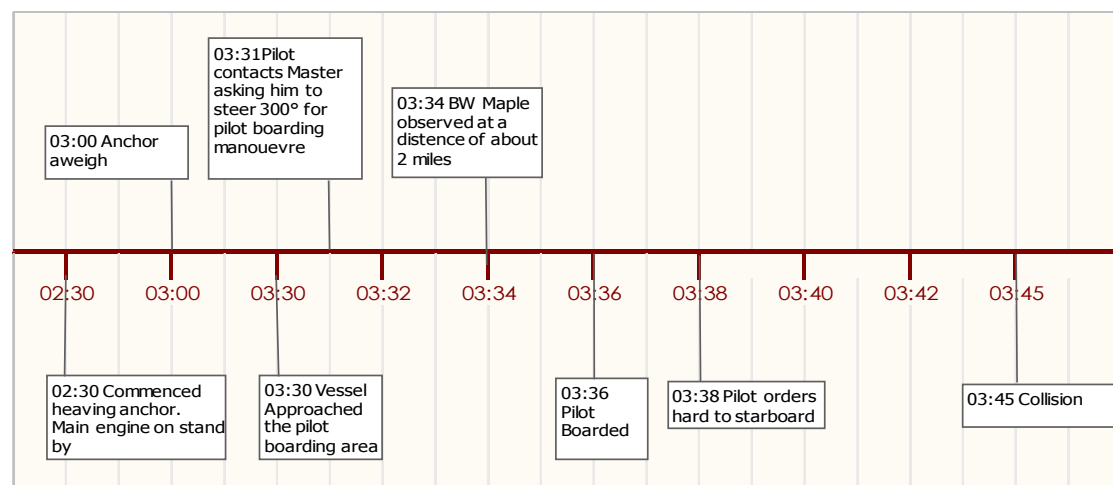 03:31Pilot
contacts Master
asking him to
steer 300° for
pilot boarding
manouevre
03:34 BW Maple
observed at a
distence of about
2 miles
03:00 Anchor
aweigh
02:30 03:00 03:30 03:32 03:34 03:36 03:38 03:40 03:42 03:45
02:30 Commenced
heaving anchor.
Main engine on stand
by
03:30 Vessel
Approached
the pilot
boarding area
03:36
Pilot
Boarded
03:38 Pilot orders
hard to starboard
03:45 Collision